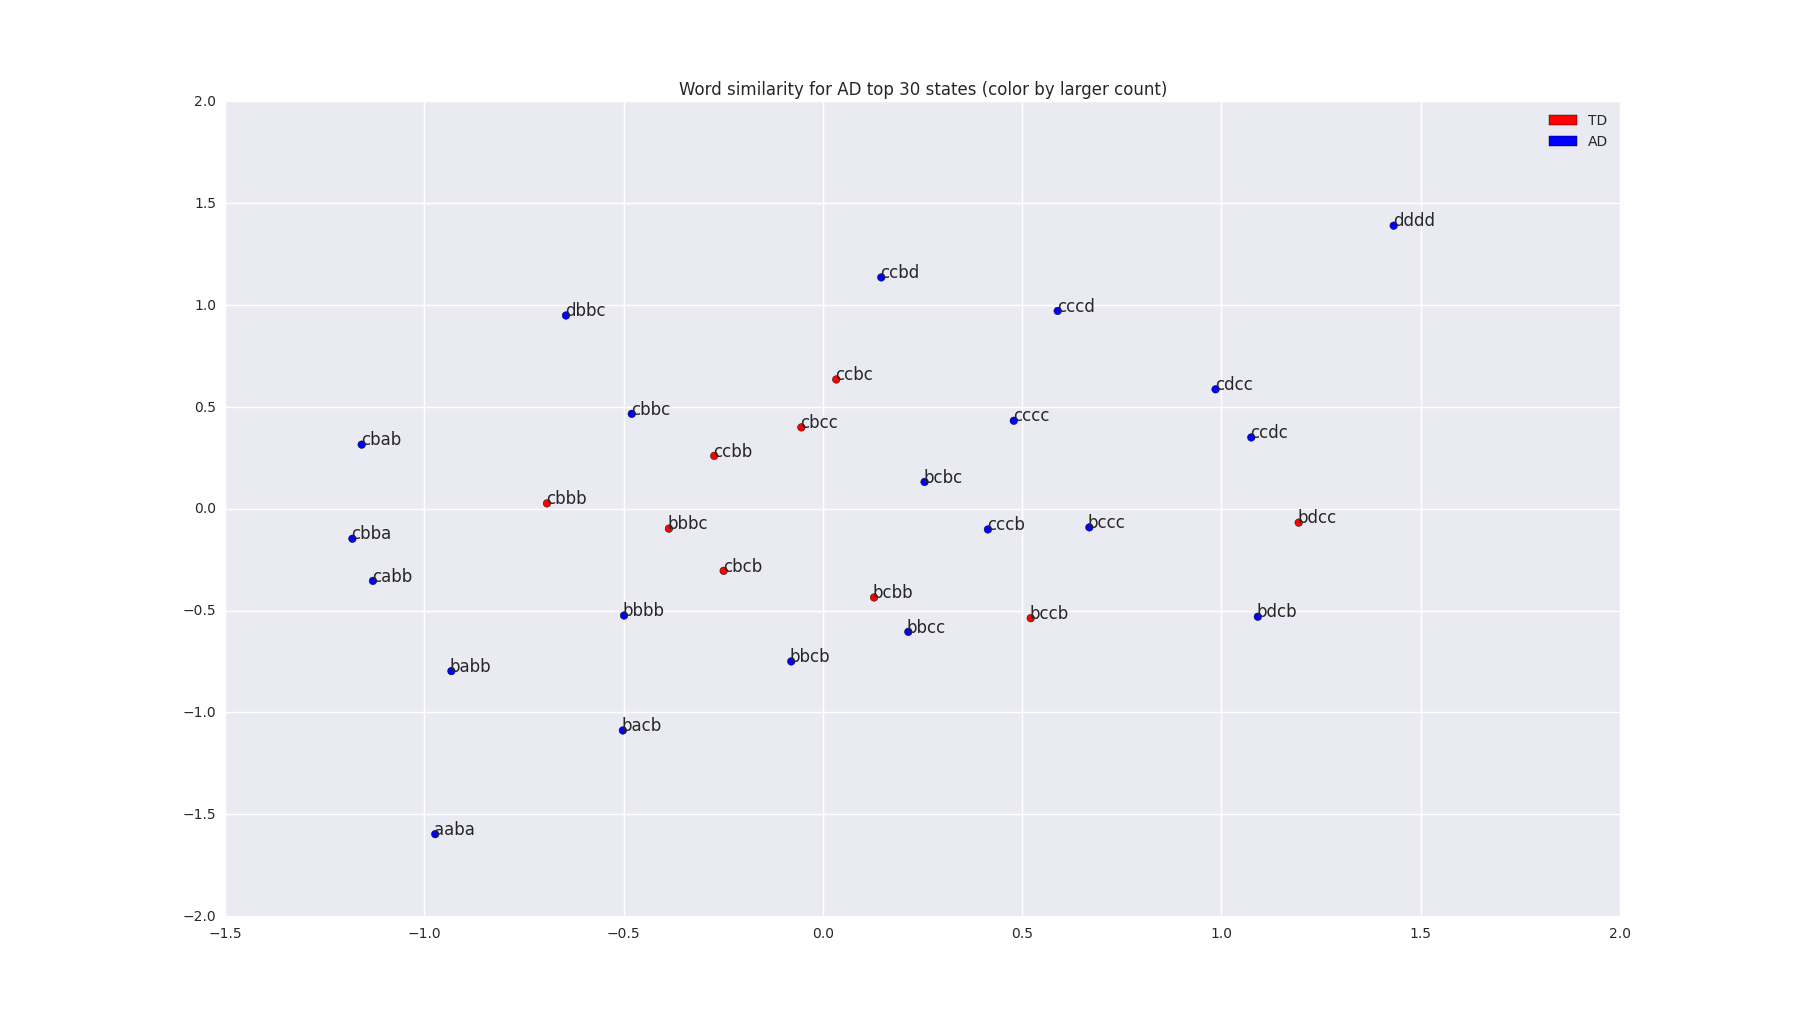 Word similarity for AD top 30 states (color by larger count)
2.0
TD
AD
1.5
dddd
ccbd
1.0
dbbc
cccd
ccbc
cdcc
0.5
cbbc
cccc
cbcc
ccdc
cbab
ccbb
bcbc
0.0
cbbb
bdcc
bbbc
cccb
bccc
cbba
cbcb
cabb
bcbb
−0.5
bbbb
bccb
bdcb
bbcc
bbcb
babb
−1.0
bacb
−1.5
aaba
−2.0
−1.5 −1.0 −0.5 0.0 0.5 1.0 1.5 2.0